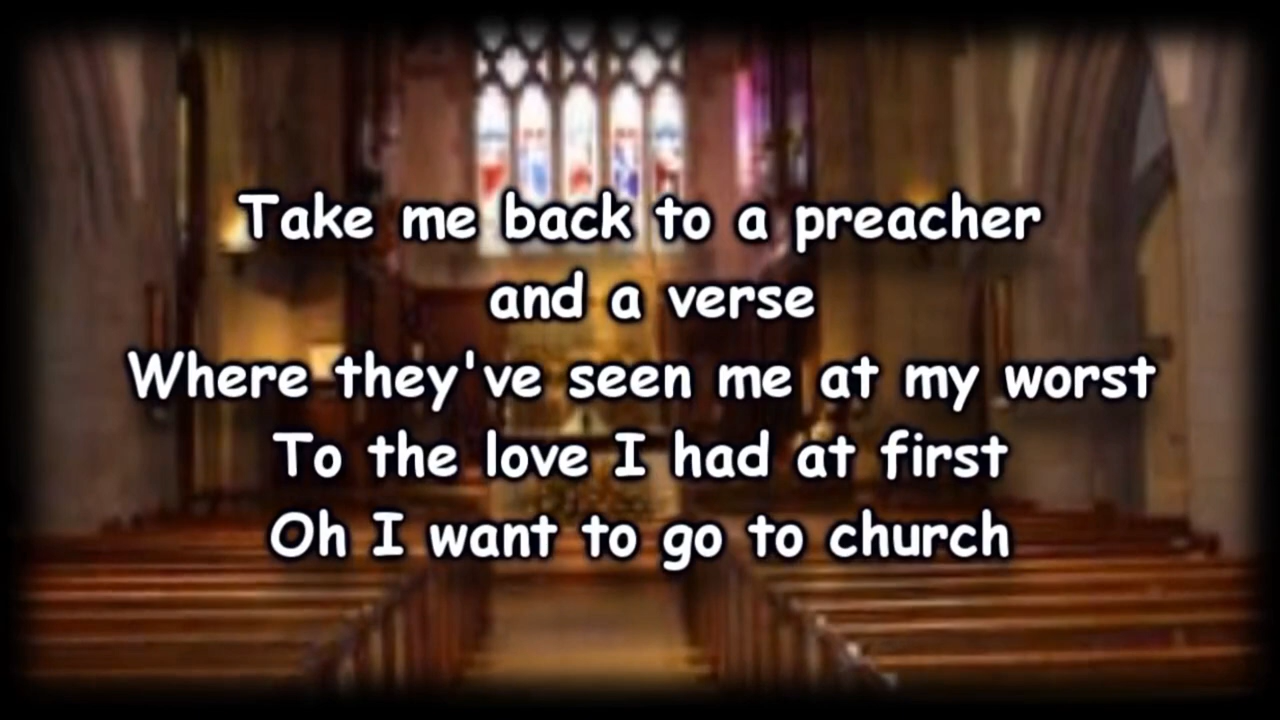 Take me back to a preacher
and a verse
Where they've seen me at my worst
To the love I had at first
Oh I want to go to church